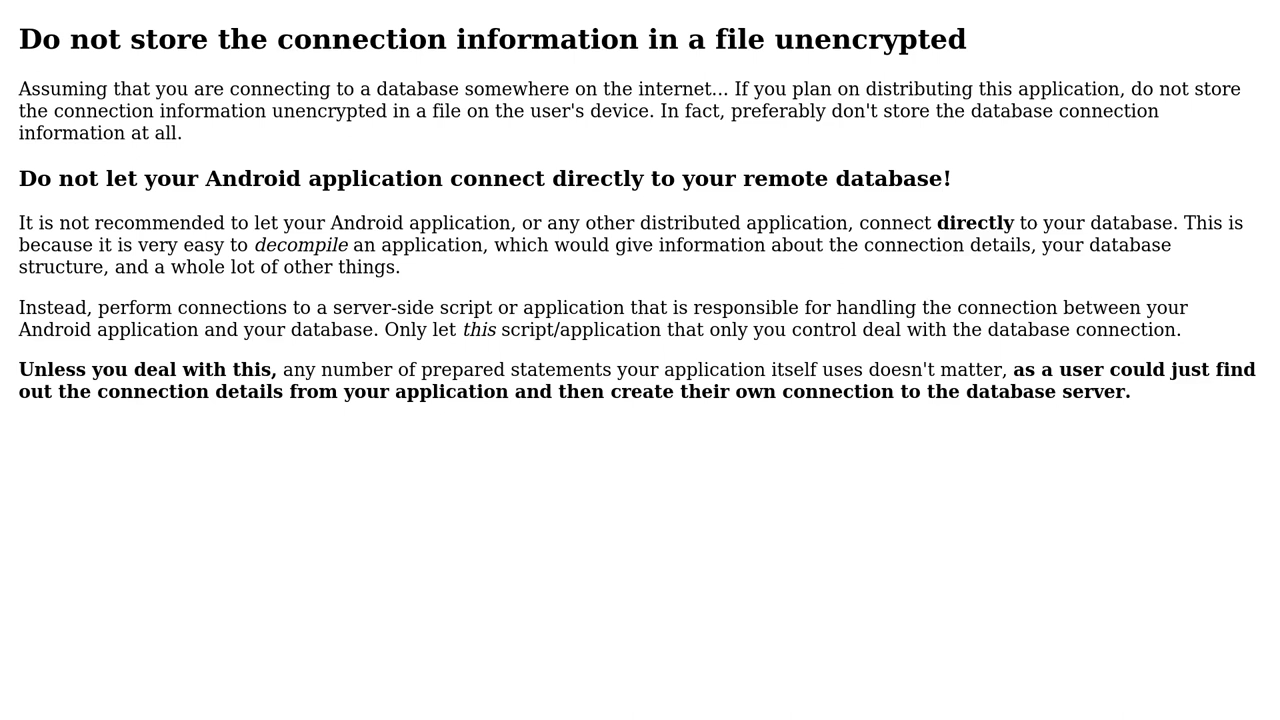 Do not store the connection information in a file unencrypted
Assuming that you are connecting to a database somewhere on the internet... If you plan on distributing this application, do not store
the connection information unencrypted in a file on the user's device. In fact, preferably don't store the database connection
information at all.
Do not let your Android application connect directly to your remote database!
It is not recommended to let your Android application, or any other distributed application, connect directly to your database. This is
because it is very easy to decompile an application, which would give information about the connection details, your database
structure, and a whole lot of other things.
Instead, perform connections to a server-side script or application that is responsible for handling the connection between your
Android application and your database. Only let this script/application that only you control deal with the database connection.
Unless you deal with this, any number of prepared statements your application itself uses doesn't matter, as a user could just find
out the connection details from your application and then create their own connection to the database server.